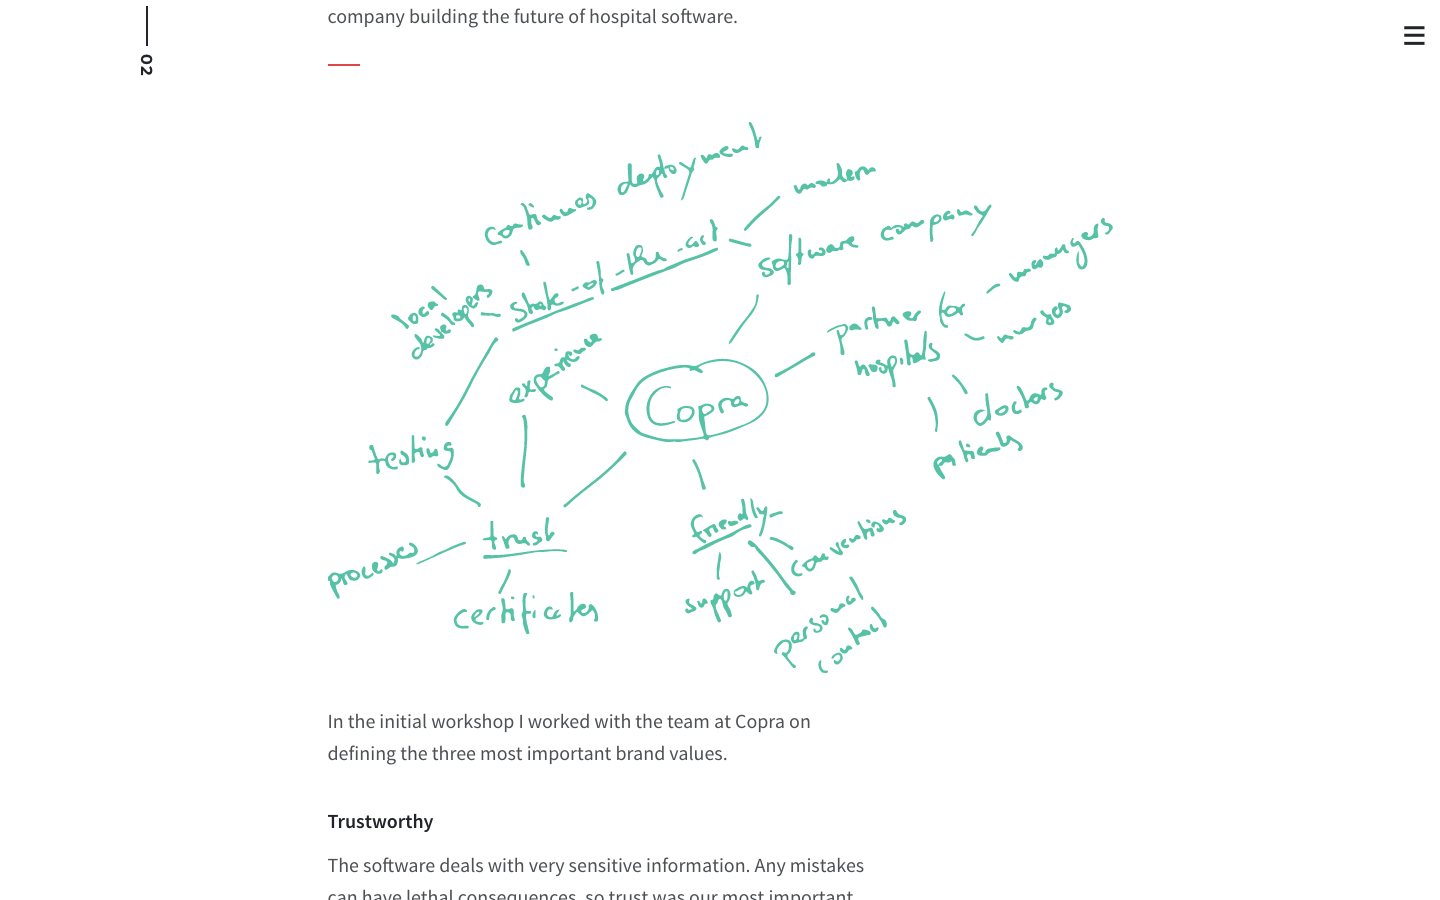 company building the future of hospital software.
02
continues deployment
modern
software company
state-of-the-art
local
developers
managers
partner for
hospitals
nurses
experience
Copra
doctors
patients
testing
trust
friendly
conventions
processes
certificates
support
personal
contact
In the initial workshop I worked with the team at Copra on
defining the three most important brand values.
Trustworthy
The software deals with very sensitive information. Any mistakes
can have lethal consequences, so trust was our most important